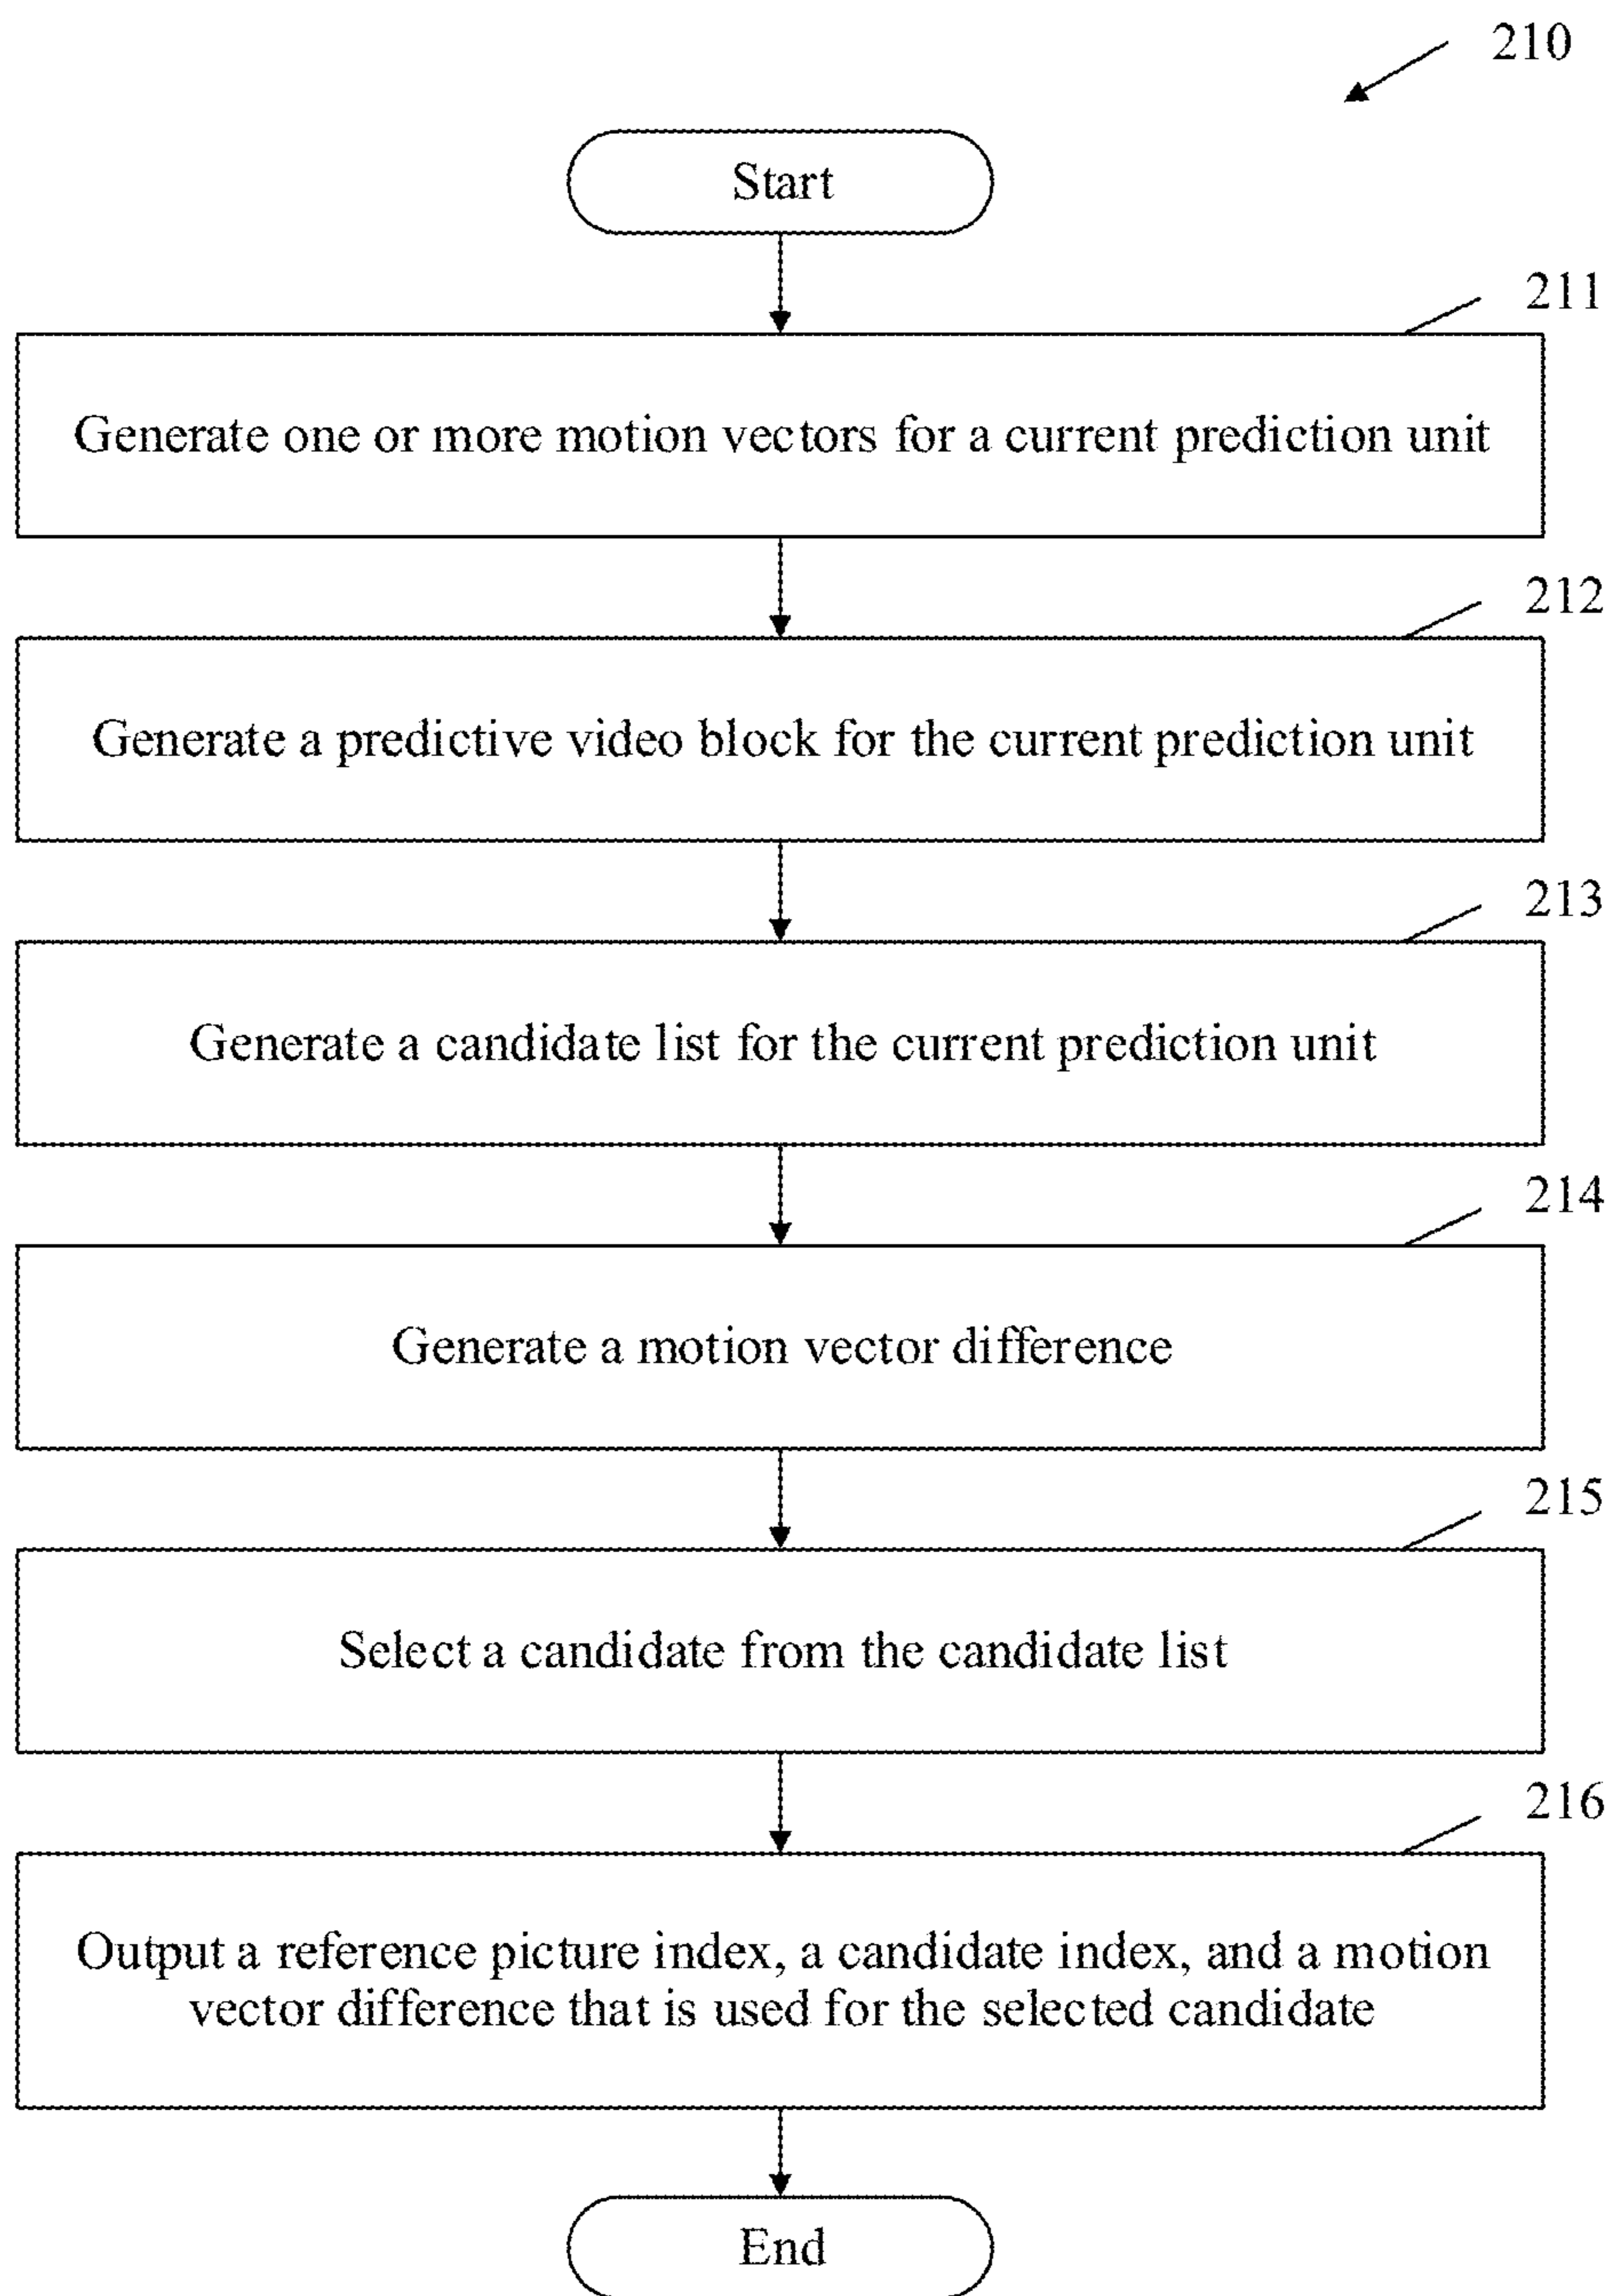 210
Start
211
Generate one or more motion vectors for a current prediction unit
212
Generate a predictive video block for the current prediction unit
213
Generate a candidate list for the current prediction unit
214
Generate a motion vector difference
215
Select a candidate from the candidate list
216
Output a reference picture index, a candidate index, and a motion
vector difference that is used for the selected candidate
End